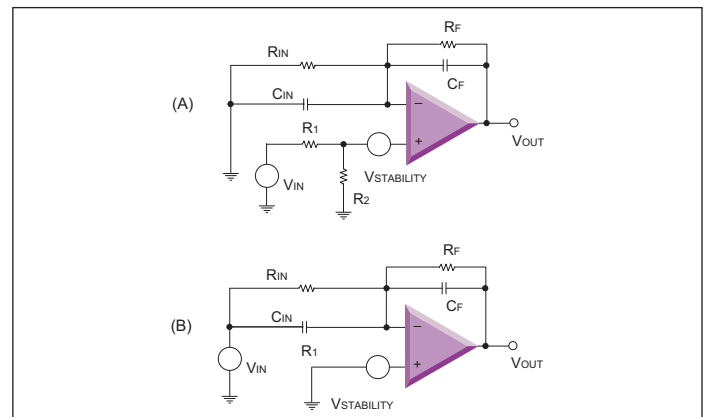 RF
RIN
CF
CIN
(A)
−
R1
+
VOUT
VSTABILITY
VIN
R2
RF
RIN
CF
CIN
(B)
−
R1
VOUT
VIN
+
VSTABILITY